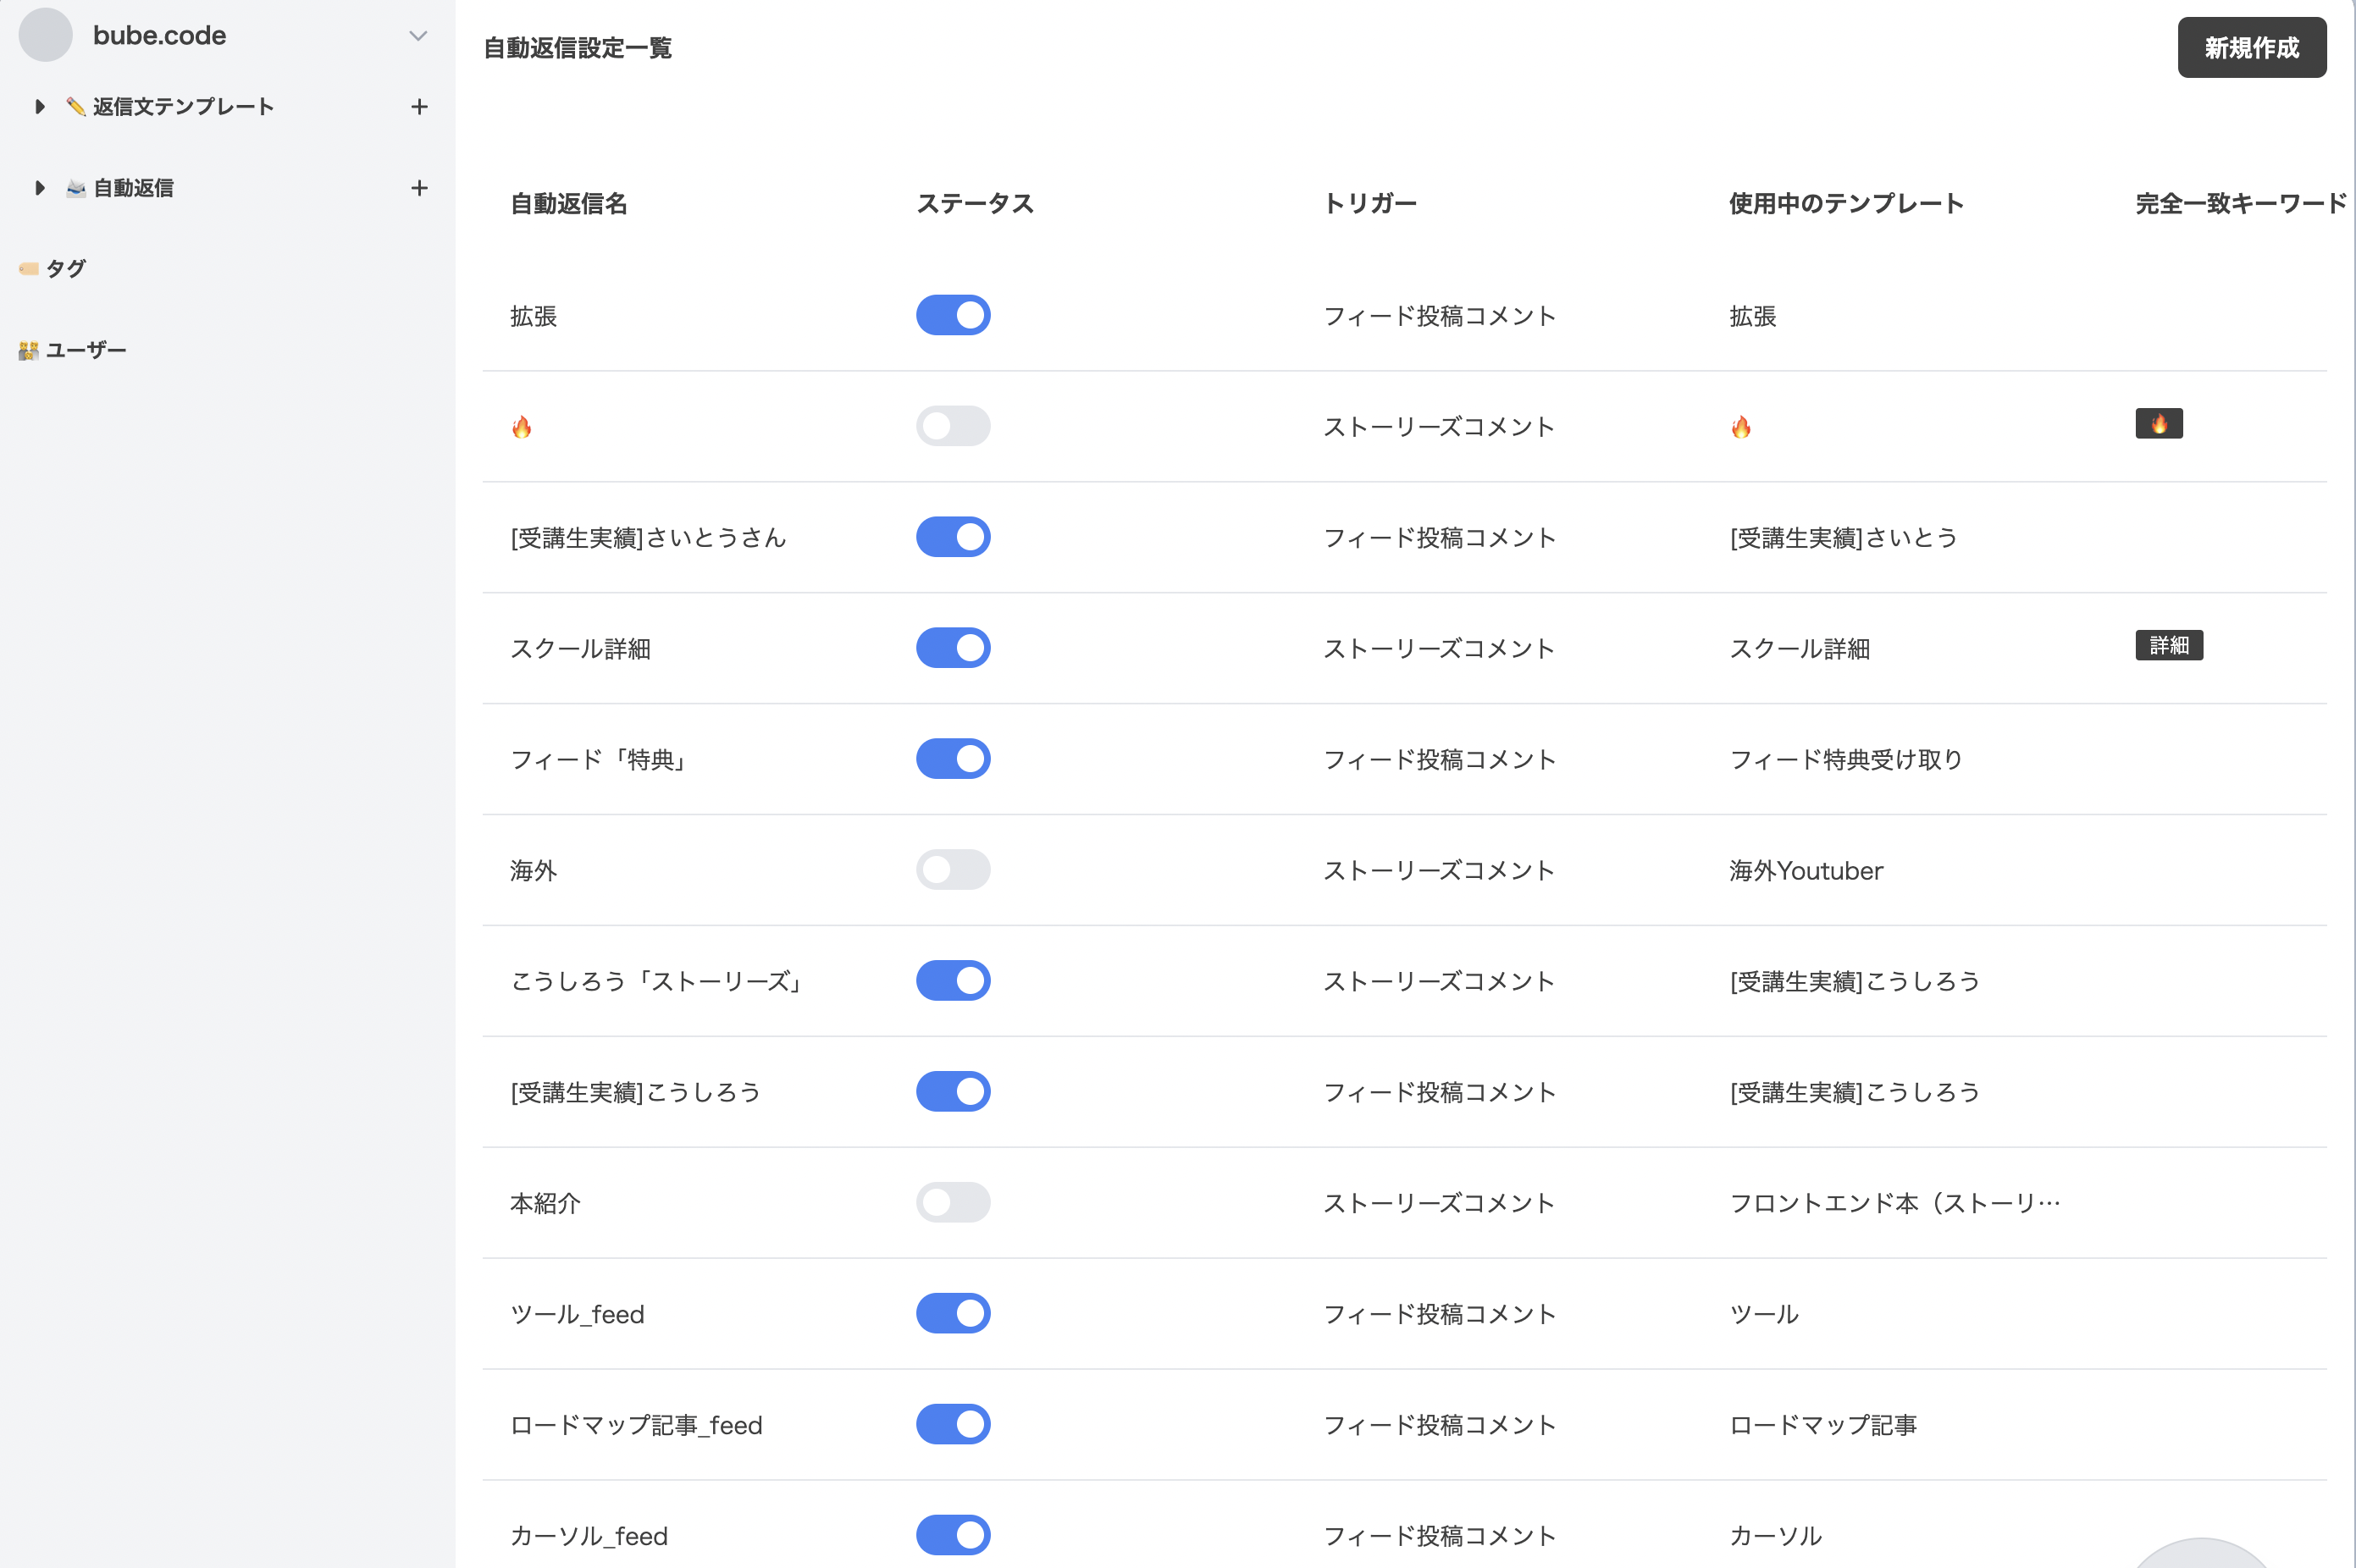 bube.code
✏️ 返信文テンプレート +
📨 自動返信 +
🏷️ タグ
👯 ユーザー
自動返信設定一覧
新規作成
自動返信名 ステータス トリガー 使用中のテンプレート 完全一致キーワード
拡張 フィード投稿コメント 拡張
🔥 ストーリーズコメント 🔥 🔥
[受講生実績]さいとうさん フィード投稿コメント [受講生実績]さいとう
スクール詳細 ストーリーズコメント スクール詳細 詳細
フィード「特典」 フィード投稿コメント フィード特典受け取り
海外 ストーリーズコメント 海外Youtuber
こうしろう「ストーリーズ」 ストーリーズコメント [受講生実績]こうしろう
[受講生実績]こうしろう フィード投稿コメント [受講生実績]こうしろう
本紹介 ストーリーズコメント フロントエンド本（ストーリ…
ツール_feed フィード投稿コメント ツール
ロードマップ記事_feed フィード投稿コメント ロードマップ記事
カーソル_feed フィード投稿コメント カーソル